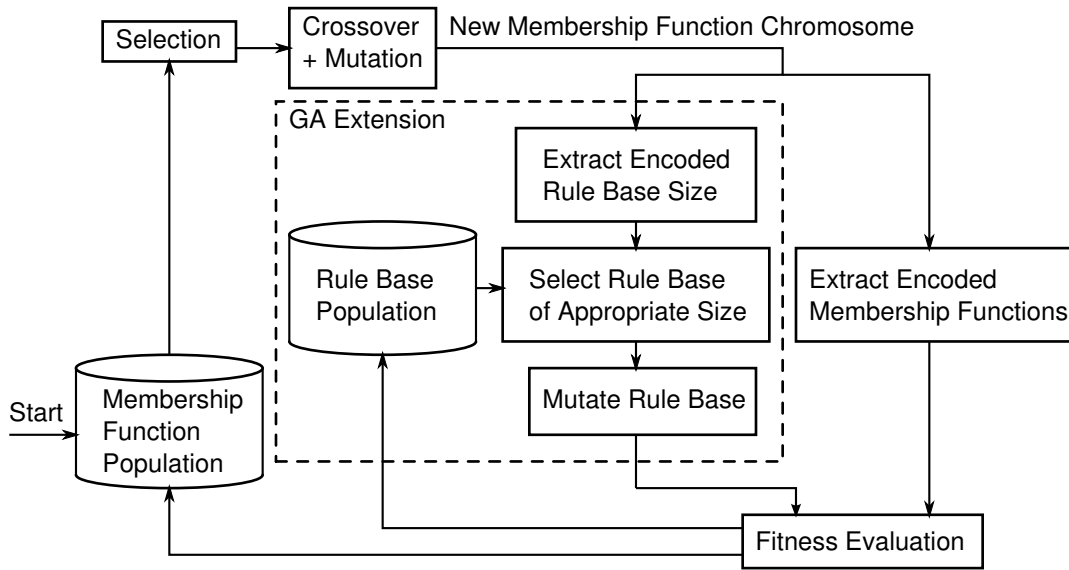 Selection
Crossover
+ Mutation
New Membership Function Chromosome
GA Extension
Extract Encoded
Rule Base Size
Rule Base
Population
Select Rule Base
of Appropriate Size
Extract Encoded
Membership Functions
Mutate Rule Base
Start
Membership
Function
Population
Fitness Evaluation